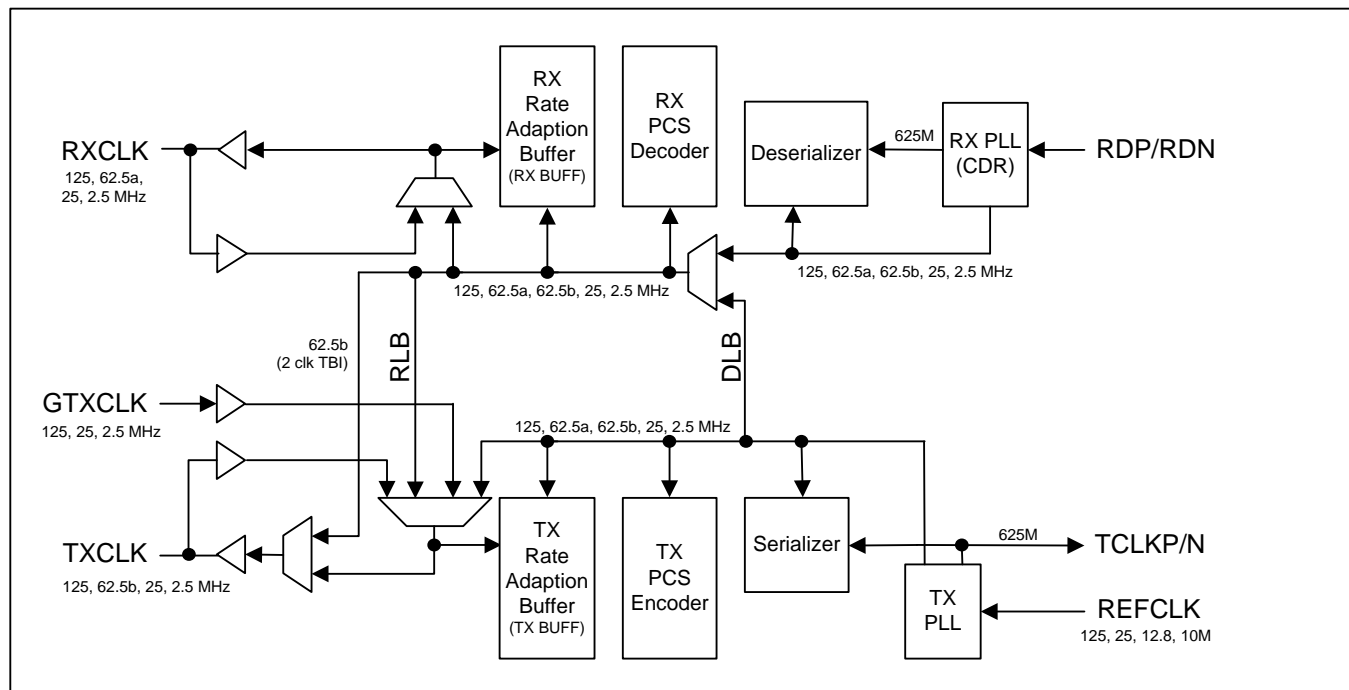 RX
Rate
Adaption
Buffer
(RX BUFF)
RX
PCS
Decoder
Deserializer
625M
RX PLL
(CDR)
RDP/RDN
RXCLK
125, 62.5a,
25, 2.5 MHz
125, 62.5a, 62.5b, 25, 2.5 MHz
125, 62.5a, 62.5b, 25, 2.5 MHz
62.5b
(2 clk TBI)
RLB
DLB
GTXCLK
125, 25, 2.5 MHz
125, 62.5a, 62.5b, 25, 2.5 MHz
TX
Rate
Adaption
Buffer
(TX BUFF)
TX
PCS
Encoder
Serializer
625M
TCLKP/N
TXCLK
125, 62.5b, 25, 2.5 MHz
TX
PLL
REFCLK
125, 25, 12.8, 10M